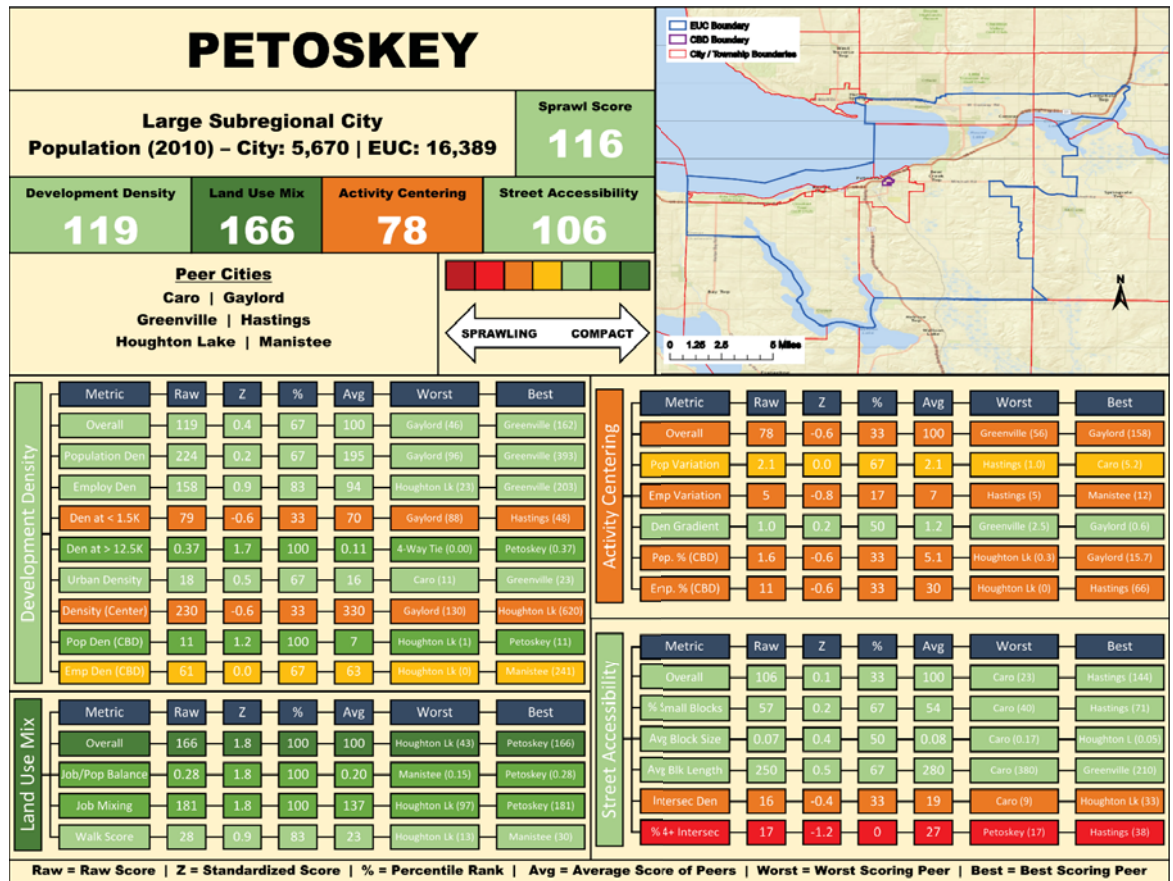 PETOSKEY
Large Subregional City
Population (2010) – City: 5,670 | EUC: 16,389
Sprawl Score
116
Development Density
119
Land Use Mix
166
Activity Centering
78
Street Accessibility
106
Peer Cities
Caro | Gaylord
Greenville | Hastings
Houghton Lake | Manistee
SPRAWLING COMPACT
EUC Boundary
CBD Boundary
City / Township Boundaries
N
0 1.25 2.5 5 Miles
Development Density
Metric Raw Z % Avg Worst Best
Overall 119 0.4 67 100 Gaylord (46) Greenville (162)
Population Den 224 0.2 67 195 Gaylord (96) Greenville (393)
Employ Den 158 0.9 83 94 Houghton Lk (23) Greenville (203)
Den at < 1.5K 79 -0.6 33 70 Gaylord (88) Hastings (48)
Den at > 12.5K 0.37 1.7 100 0.11 4-Way Tie (0.00) Petoskey (0.37)
Urban Density 18 0.5 67 16 Caro (11) Greenville (23)
Density (Center) 230 -0.6 33 330 Gaylord (130) Houghton Lk (620)
Pop Den (CBD) 11 1.2 100 7 Houghton Lk (1) Petoskey (11)
Emp Den (CBD) 61 0.0 67 63 Houghton Lk (0) Manistee (241)
Land Use Mix
Metric Raw Z % Avg Worst Best
Overall 166 1.8 100 100 Houghton Lk (43) Petoskey (166)
Job/Pop Balance 0.28 1.8 100 0.20 Manistee (0.15) Petoskey (0.28)
Job Mixing 181 1.8 100 137 Houghton Lk (97) Petoskey (181)
Walk Score 28 0.9 83 23 Houghton Lk (13) Manistee (30)
Activity Centering
Metric Raw Z % Avg Worst Best
Overall 78 -0.6 33 100 Greenville (56) Gaylord (158)
Pop Variation 2.1 0.0 67 2.1 Hastings (1.0) Caro (5.2)
Emp Variation 5 -0.8 17 7 Hastings (5) Manistee (12)
Den Gradient 1.0 0.2 50 1.2 Greenville (2.5) Gaylord (0.6)
Pop. % (CBD) 1.6 -0.6 33 5.1 Houghton Lk (0.3) Gaylord (15.7)
Emp. % (CBD) 11 -0.6 33 30 Houghton Lk (0) Hastings (66)
Street Accessibility
Metric Raw Z % Avg Worst Best
Overall 106 0.1 33 100 Caro (23) Hastings (144)
% Small Blocks 57 0.2 67 54 Caro (40) Hastings (71)
Avg Block Size 0.07 0.4 50 0.08 Caro (0.17) Houghton L (0.05)
Avg Blk Length 250 0.5 67 280 Caro (380) Greenville (210)
Intersec Den 16 -0.4 33 19 Caro (9) Houghton Lk (33)
% 4+ Intersec 17 -1.2 0 27 Petoskey (17) Hastings (38)
Raw = Raw Score | Z = Standardized Score | % = Percentile Rank | Avg = Average Score of Peers | Worst = Worst Scoring Peer | Best = Best Scoring Peer